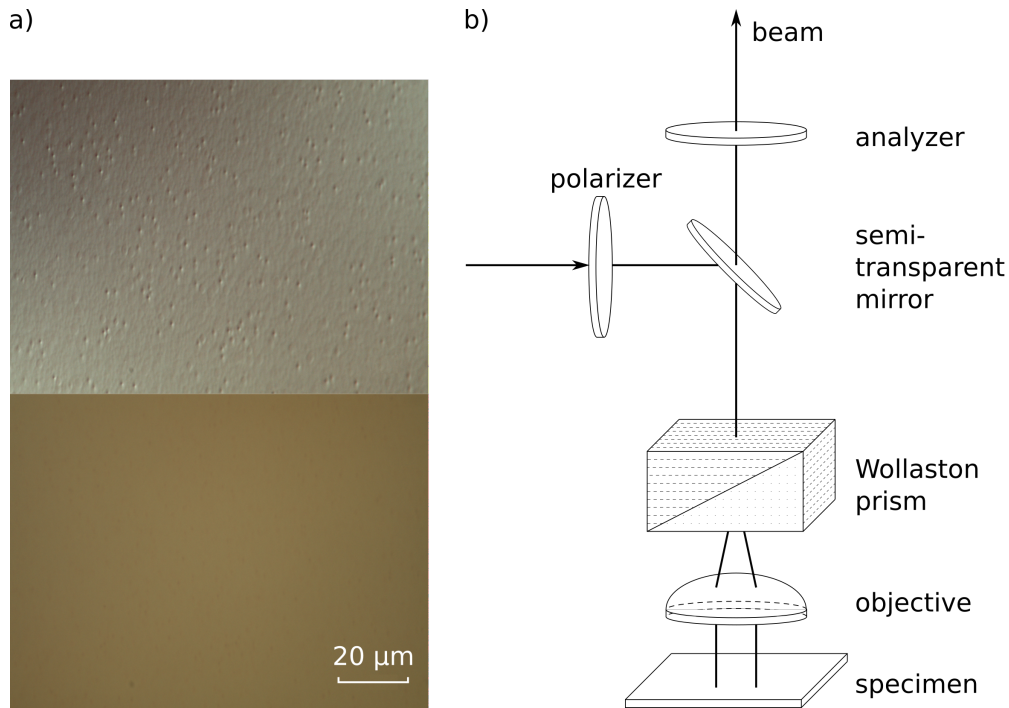 a)
b)
beam
analyzer
polarizer
semi-
transparent
mirror
Wollaston
prism
objective
specimen
20 µm